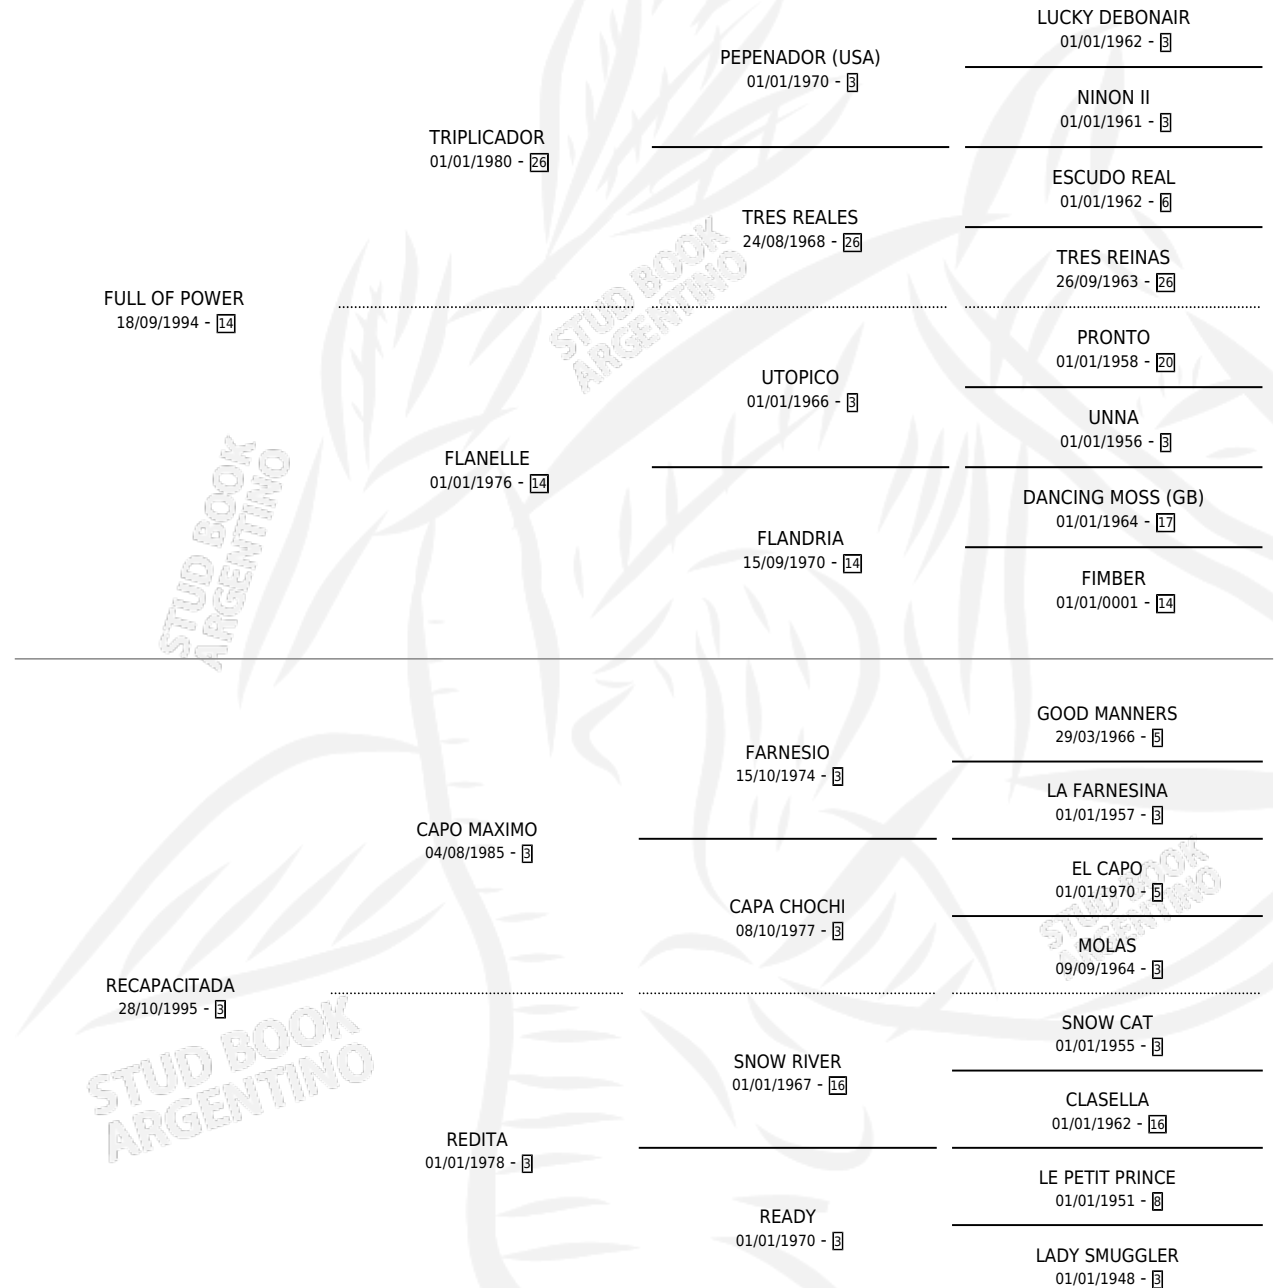 LUCKY DEBONAIR
01/01/1962 - 3
PEPENADOR (USA)
01/01/1970 - 3
NINON II
01/01/1961 - 3
TRIPLICADOR
01/01/1980 - 26
ESCUDO REAL
01/01/1962 - 6
TRES REALES
24/08/1968 - 26
TRES REINAS
26/09/1963 - 26
FULL OF POWER
18/09/1994 - 14
STUD BOOK
ARGENTINO
PRONTO
01/01/1958 - 20
UTOPICO
01/01/1966 - 3
UNNA
01/01/1956 - 3
FLANELLE
01/01/1976 - 14
DANCING MOSS (GB)
01/01/1964 - 17
FLANDRIA
15/09/1970 - 14
FIMBER
01/01/0001 - 14
STUD BOOK
ARGENTINO
GOOD MANNERS
29/03/1966 - 5
FARNESIO
15/10/1974 - 3
LA FARNESINA
01/01/1957 - 3
CAPO MAXIMO
04/08/1985 - 3
EL CAPO
01/01/1970 - 5
CAPA CHOCHI
08/10/1977 - 3
STUD BOOK
ARGENTINO
MOLAS
09/09/1964 - 3
RECAPACITADA
28/10/1995 - 3
SNOW CAT
01/01/1955 - 3
SNOW RIVER
01/01/1967 - 16
STUD BOOK
ARGENTINO
CLASELLA
01/01/1962 - 16
REDITA
01/01/1978 - 3
LE PETIT PRINCE
01/01/1951 - 8
READY
01/01/1970 - 3
LADY SMUGGLER
01/01/1948 - 3